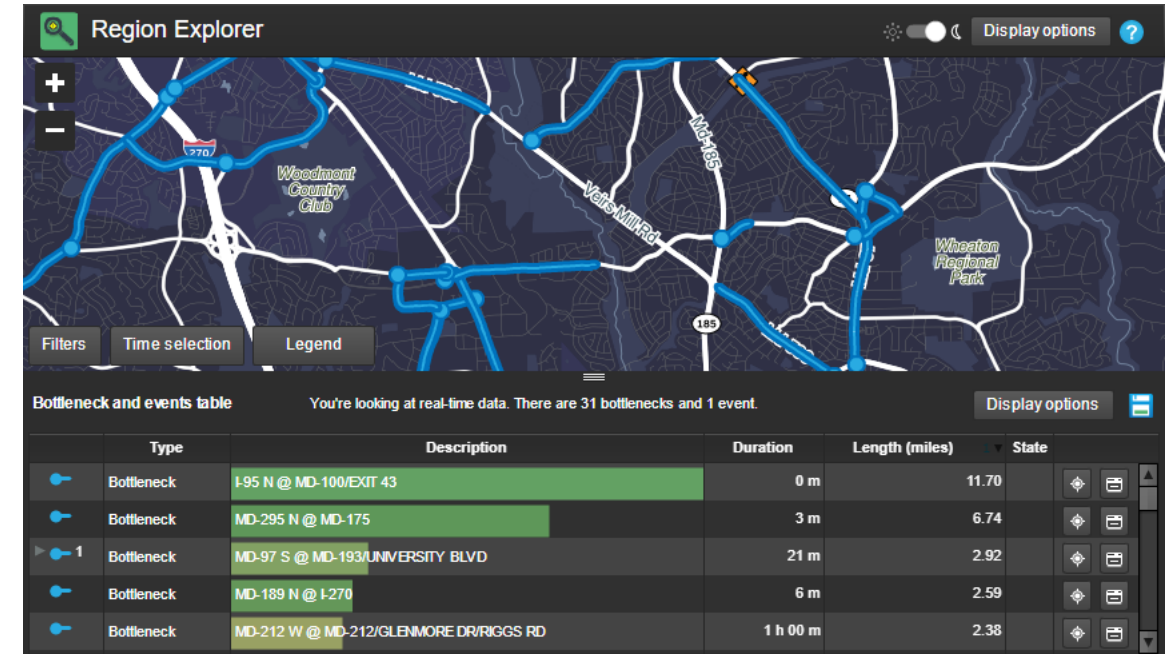 Region Explorer
Display options
?
+
−
270
Woodmont
Country
Club
Md-185
Veirs Mill Rd
Wheaton
Regional
Park
185
Filters
Time selection
Legend
Bottleneck and events table
You're looking at real-time data. There are 31 bottlenecks and 1 event.
Display options
Type Description Duration Length (miles) State
Bottleneck I-95 N @ MD-100/EXIT 43 0 m 11.70
Bottleneck MD-295 N @ MD-175 3 m 6.74
1 Bottleneck MD-97 S @ MD-193/UNIVERSITY BLVD 21 m 2.92
Bottleneck MD-189 N @ I-270 6 m 2.59
Bottleneck MD-212 W @ MD-212/GLENMORE DR/RIGGS RD 1 h 00 m 2.38